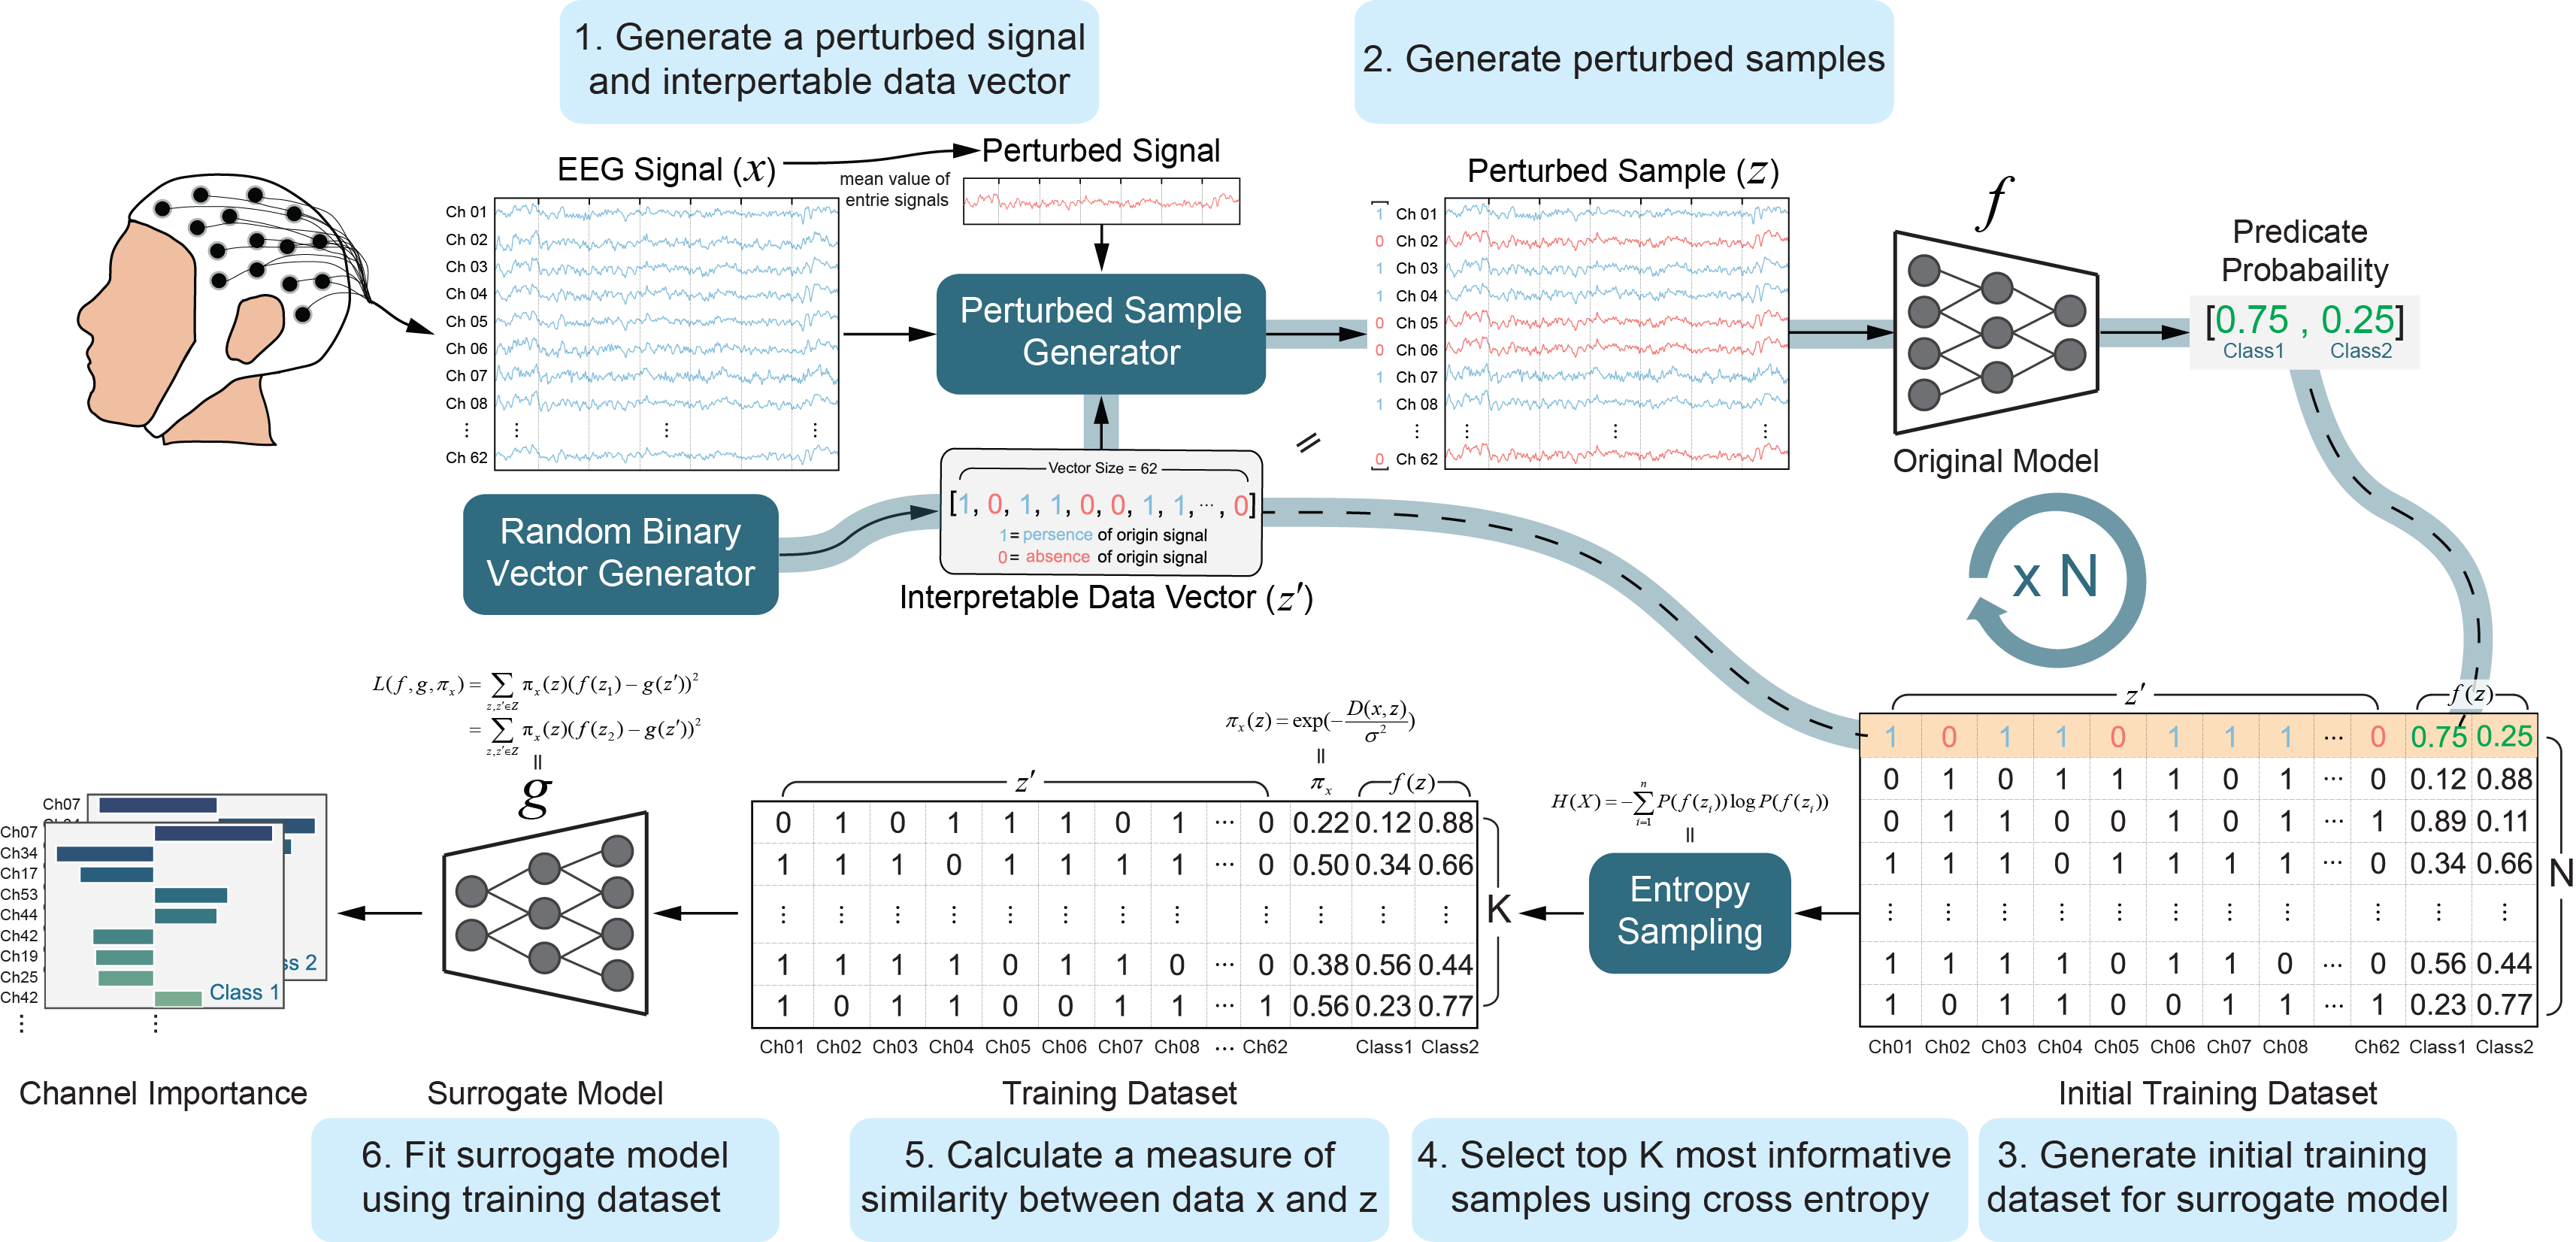 1. Generate a perturbed signal
and interpertable data vector
2. Generate perturbed samples
EEG Signal (x)
Perturbed Signal
mean value of
entrie signals
Ch 01
Ch 02
Ch 03
Ch 04
Ch 05
Ch 06
Ch 07
Ch 08
⋮ ⋮ ⋮ ⋮
Ch 62
Perturbed Sample
Generator
Perturbed Sample (z)
1 Ch 01
0 Ch 02
1 Ch 03
1 Ch 04
0 Ch 05
0 Ch 06
1 Ch 07
1 Ch 08
⋮ ⋮ ⋮ ⋮
0 Ch 62
f
Original Model
Predicate
Probabaility
[0.75 , 0.25]
Class1 Class2
Random Binary
Vector Generator
Vector Size = 62
[1, 0, 1, 1, 0, 0, 1, 1, ··· , 0]
1= persence of origin signal
0= absence of origin signal
Interpretable Data Vector (z′)
=
x N
z′ f(z)
1 0 1 1 0 1 1 1 ··· 0 0.75 0.25
0 1 0 1 1 1 0 1 ··· 0 0.12 0.88
0 1 1 0 0 1 0 1 ··· 1 0.89 0.11
1 1 1 0 1 1 1 1 ··· 0 0.34 0.66
⋮ ⋮ ⋮ ⋮ ⋮ ⋮ ⋮ ⋮ ⋮ ⋮ ⋮
1 1 1 1 0 1 1 0 ··· 0 0.56 0.44
1 0 1 1 0 0 1 1 ··· 1 0.23 0.77
N
Ch01 Ch02 Ch03 Ch04 Ch05 Ch06 Ch07 Ch08 Ch62 Class1 Class2
Initial Training Dataset
3. Generate initial training
dataset for surrogate model
H(X) = −∑_{i=1}^{n} P(f(z_i)) log P(f(z_i))
=
Entropy
Sampling
4. Select top K most informative
samples using cross entropy
π_x(z) = exp(−D(x,z)/σ²)
=
z′ π_x f(z)
0 1 0 1 1 1 0 1 ··· 0 0.22 0.12 0.88
1 1 1 0 1 1 1 1 ··· 0 0.50 0.34 0.66
⋮ ⋮ ⋮ ⋮ ⋮ ⋮ ⋮ ⋮ ⋮ ⋮ ⋮ ⋮
1 1 1 1 0 1 1 0 ··· 0 0.38 0.56 0.44
1 0 1 1 0 0 1 1 ··· 1 0.56 0.23 0.77
K
Ch01 Ch02 Ch03 Ch04 Ch05 Ch06 Ch07 Ch08 ··· Ch62 Class1 Class2
Training Dataset
5. Calculate a measure of
similarity between data x and z
L(f,g,π_x) = ∑_{z,z′∈Z} π_x(z)(f(z_1) − g(z′))²
= ∑_{z,z′∈Z} π_x(z)(f(z_2) − g(z′))²
=
g
Surrogate Model
6. Fit surrogate model
using training dataset
Ch07
ss 2
Ch07
Ch34
Ch17
Ch53
Ch44
Ch42
Ch19
Ch25
Ch42
Class 1
⋮ ⋮
Channel Importance